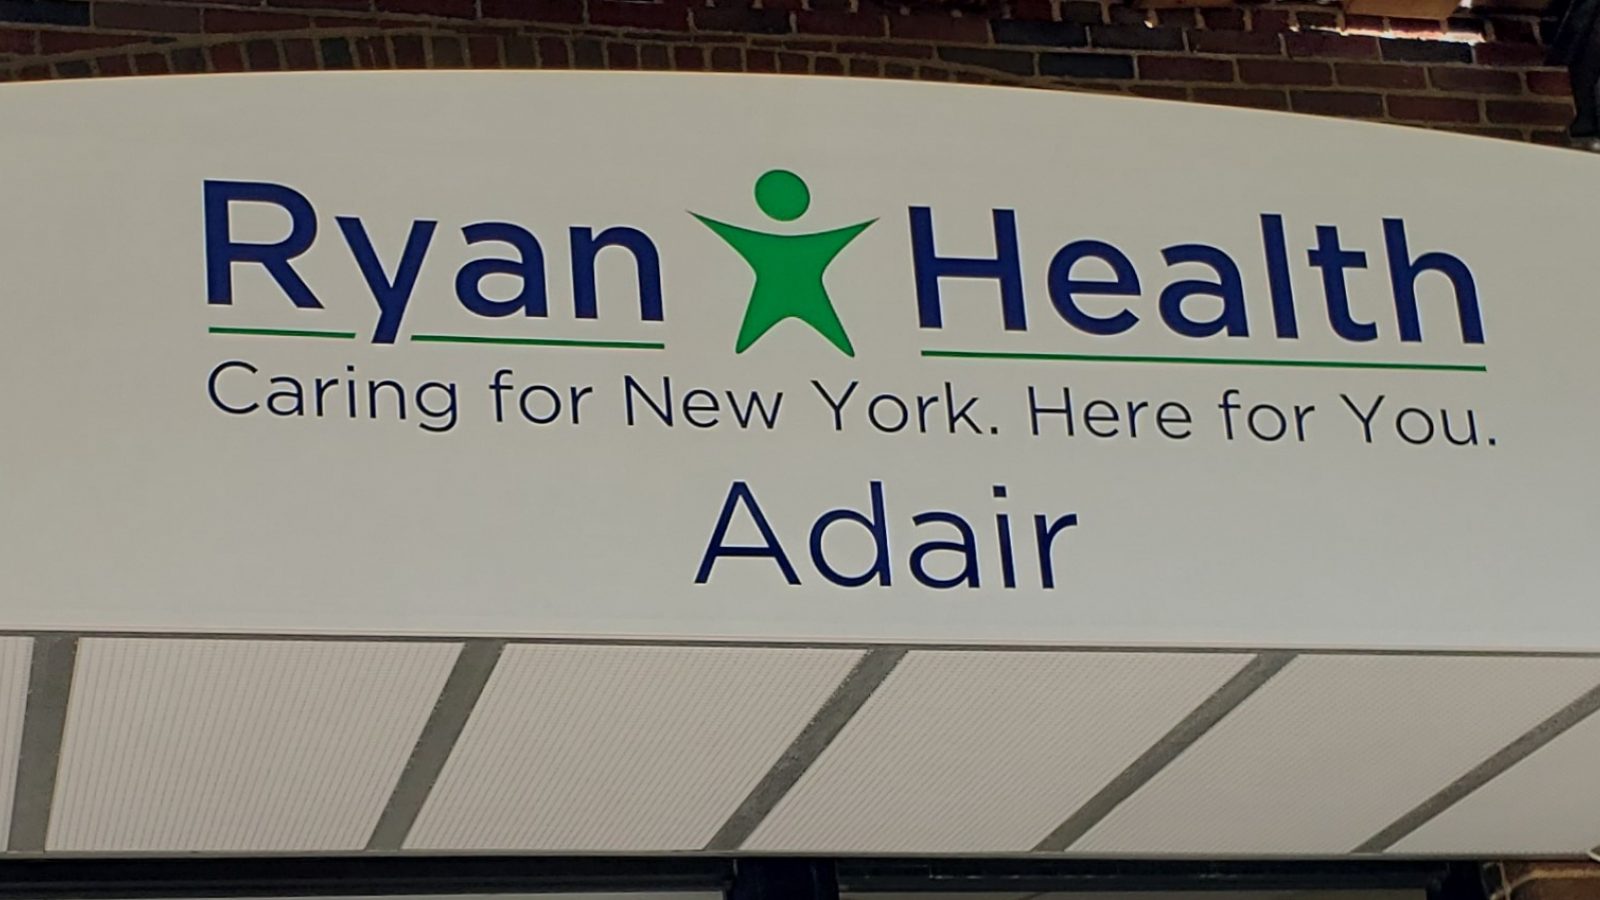 Ryan Health
Caring for New York. Here for You.
Adair